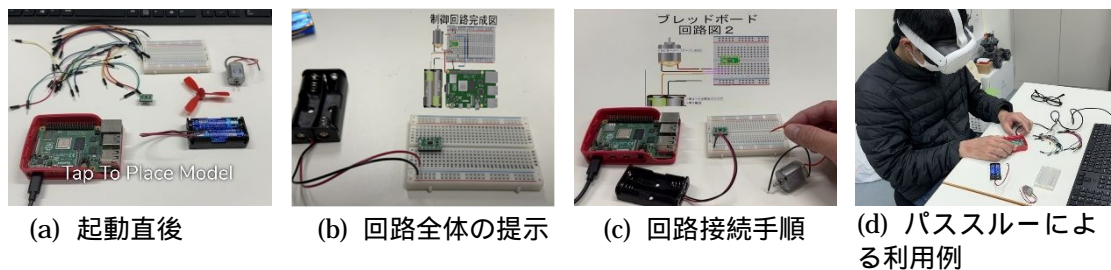 Tap To Place Model
制御回路完成図
ブレッドボード
回路図2
(a) 起動直後
(b) 回路全体の提示
(c) 回路接続手順
(d) パススルーによ
る利用例